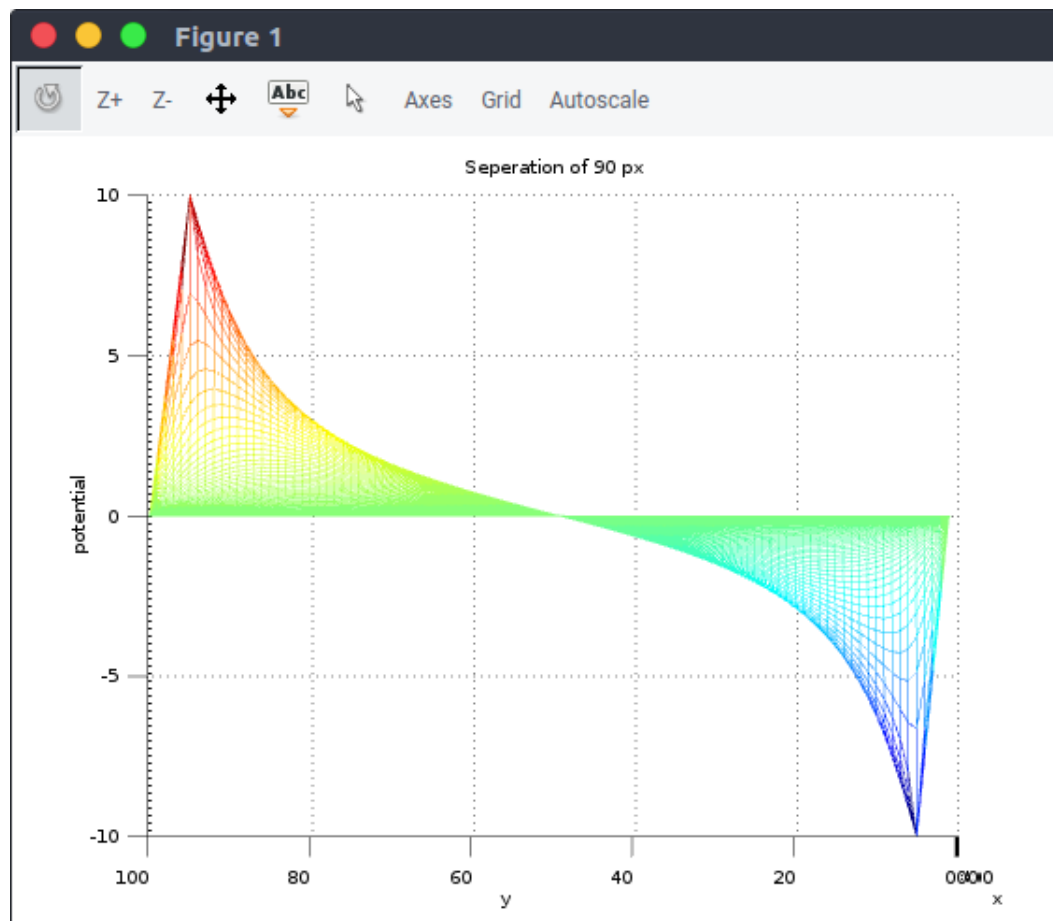 Figure 1
Z+ Z- Abc Axes Grid Autoscale
Seperation of 90 px
10
5
0
-5
-10
potential
100 80 60 40 20
y x